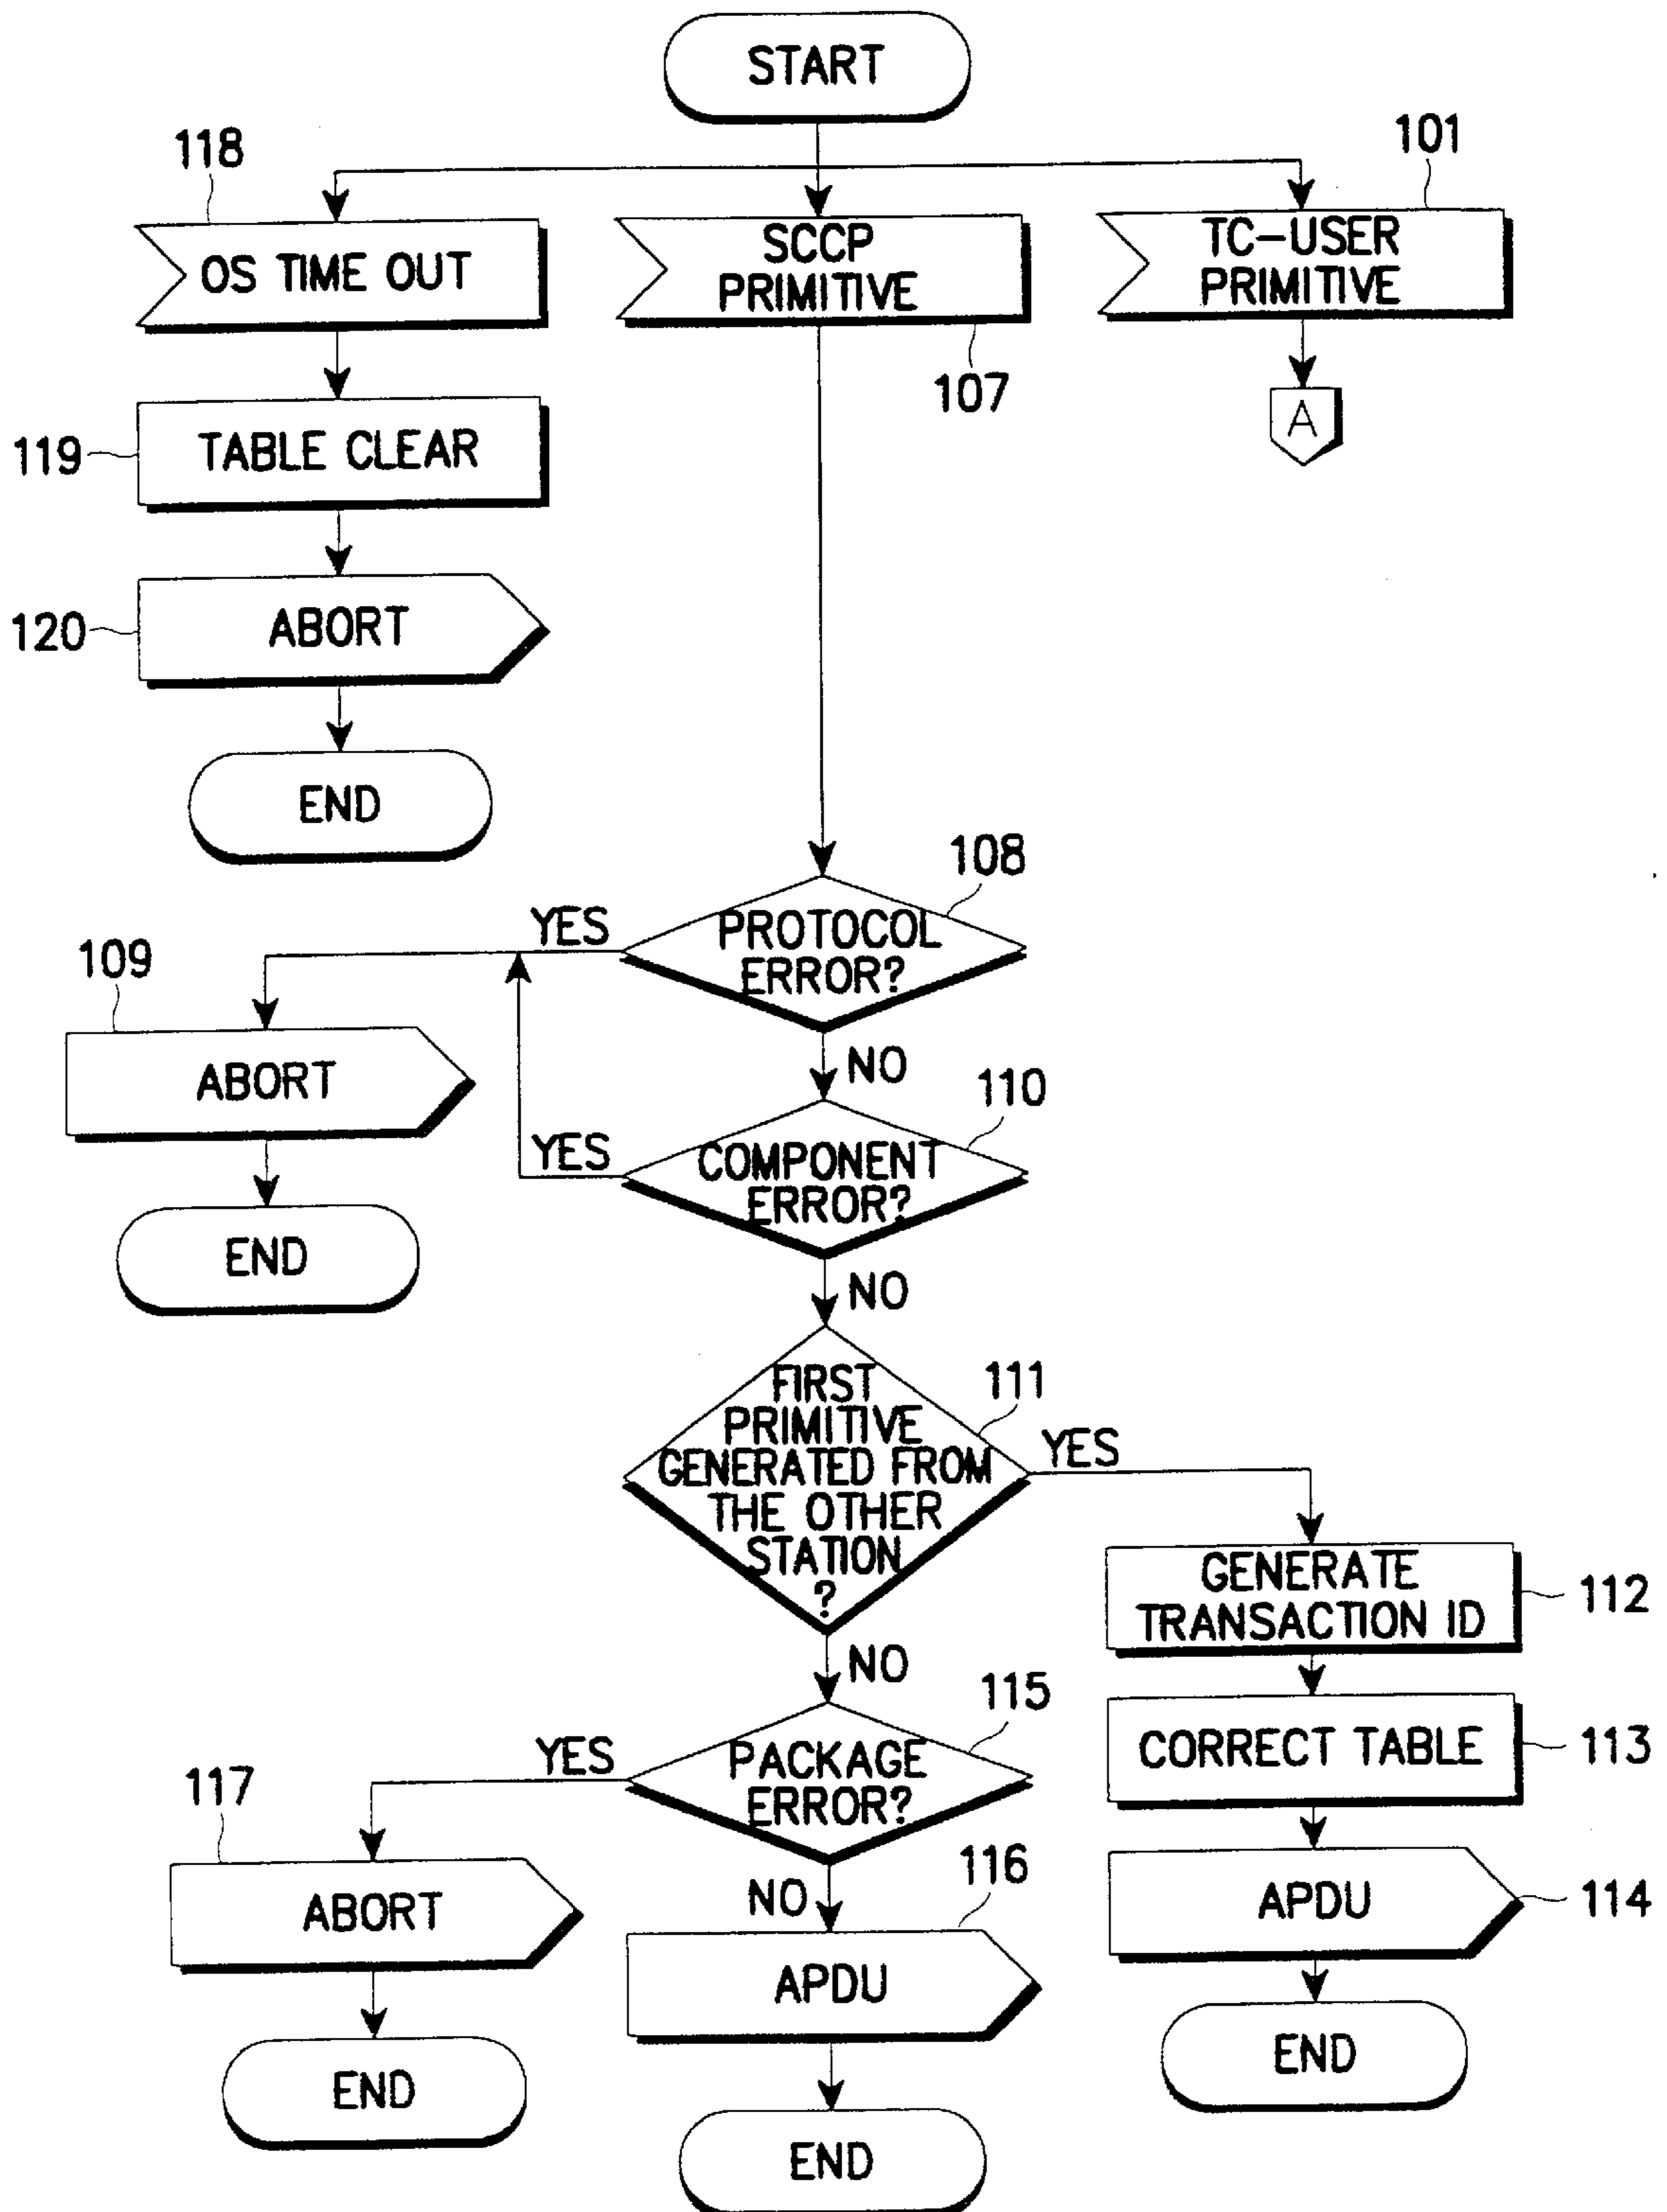 START
118
101
OS TIME OUT
SCCP
PRIMITIVE
TC-USER
PRIMITIVE
107
A
119
TABLE CLEAR
120
ABORT
END
108
YES
PROTOCOL
ERROR?
109
ABORT
NO
110
YES
COMPONENT
ERROR?
END
NO
111
FIRST
PRIMITIVE
GENERATED FROM
THE OTHER
STATION
?
YES
GENERATE
TRANSACTION ID
112
NO
115
CORRECT TABLE
113
YES
PACKAGE
ERROR?
117
116
ABORT
NO
APDU
114
APDU
END
END
END